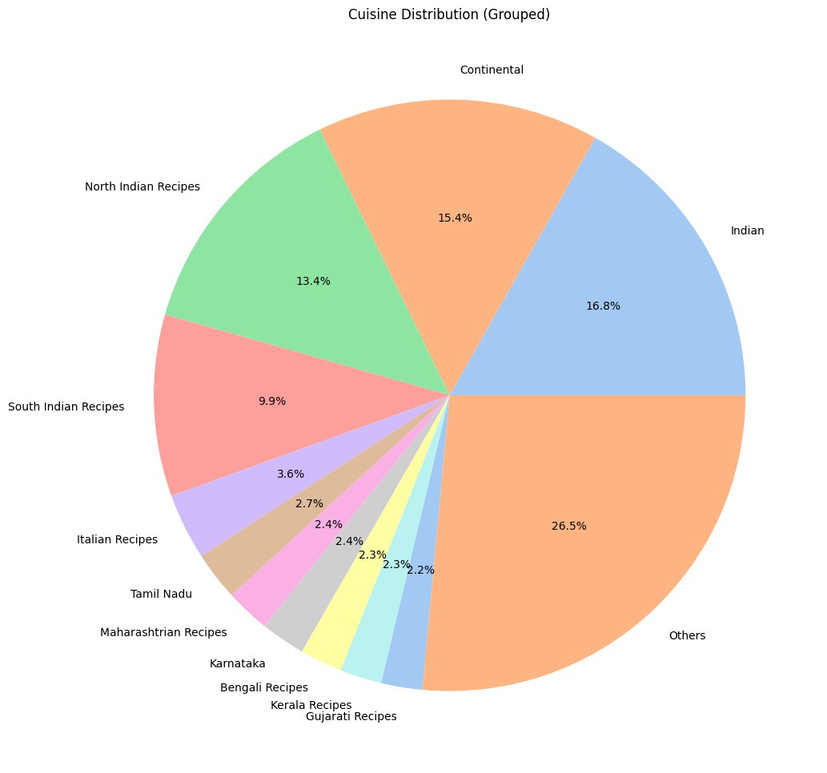 Cuisine Distribution (Grouped)
Continental
North Indian Recipes
Indian
15.4%
13.4%
16.8%
South Indian Recipes
9.9%
3.6%
2.7%
2.4%
2.4%
2.3%
2.3%
2.2%
26.5%
Italian Recipes
Tamil Nadu
Maharashtrian Recipes
Karnataka
Bengali Recipes
Kerala Recipes
Gujarati Recipes
Others